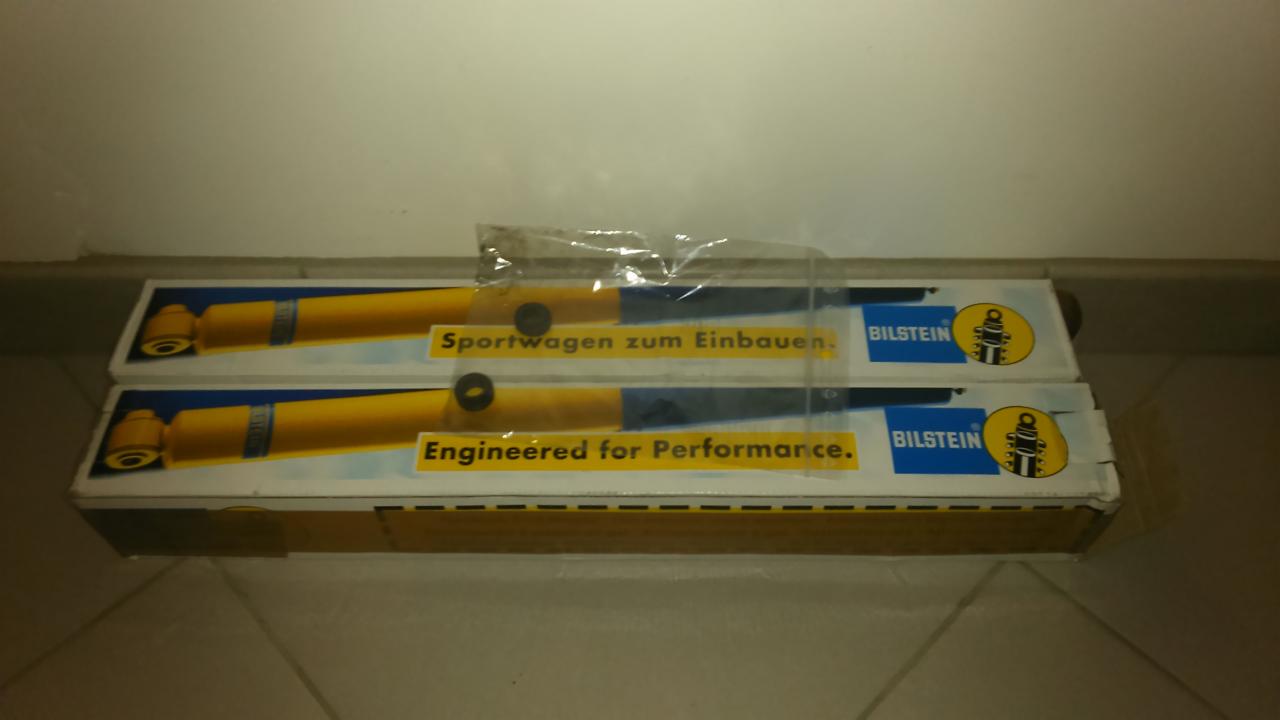 Sportwagen zum Einbauen.
BILSTEIN
Engineered for Performance.
BILSTEIN